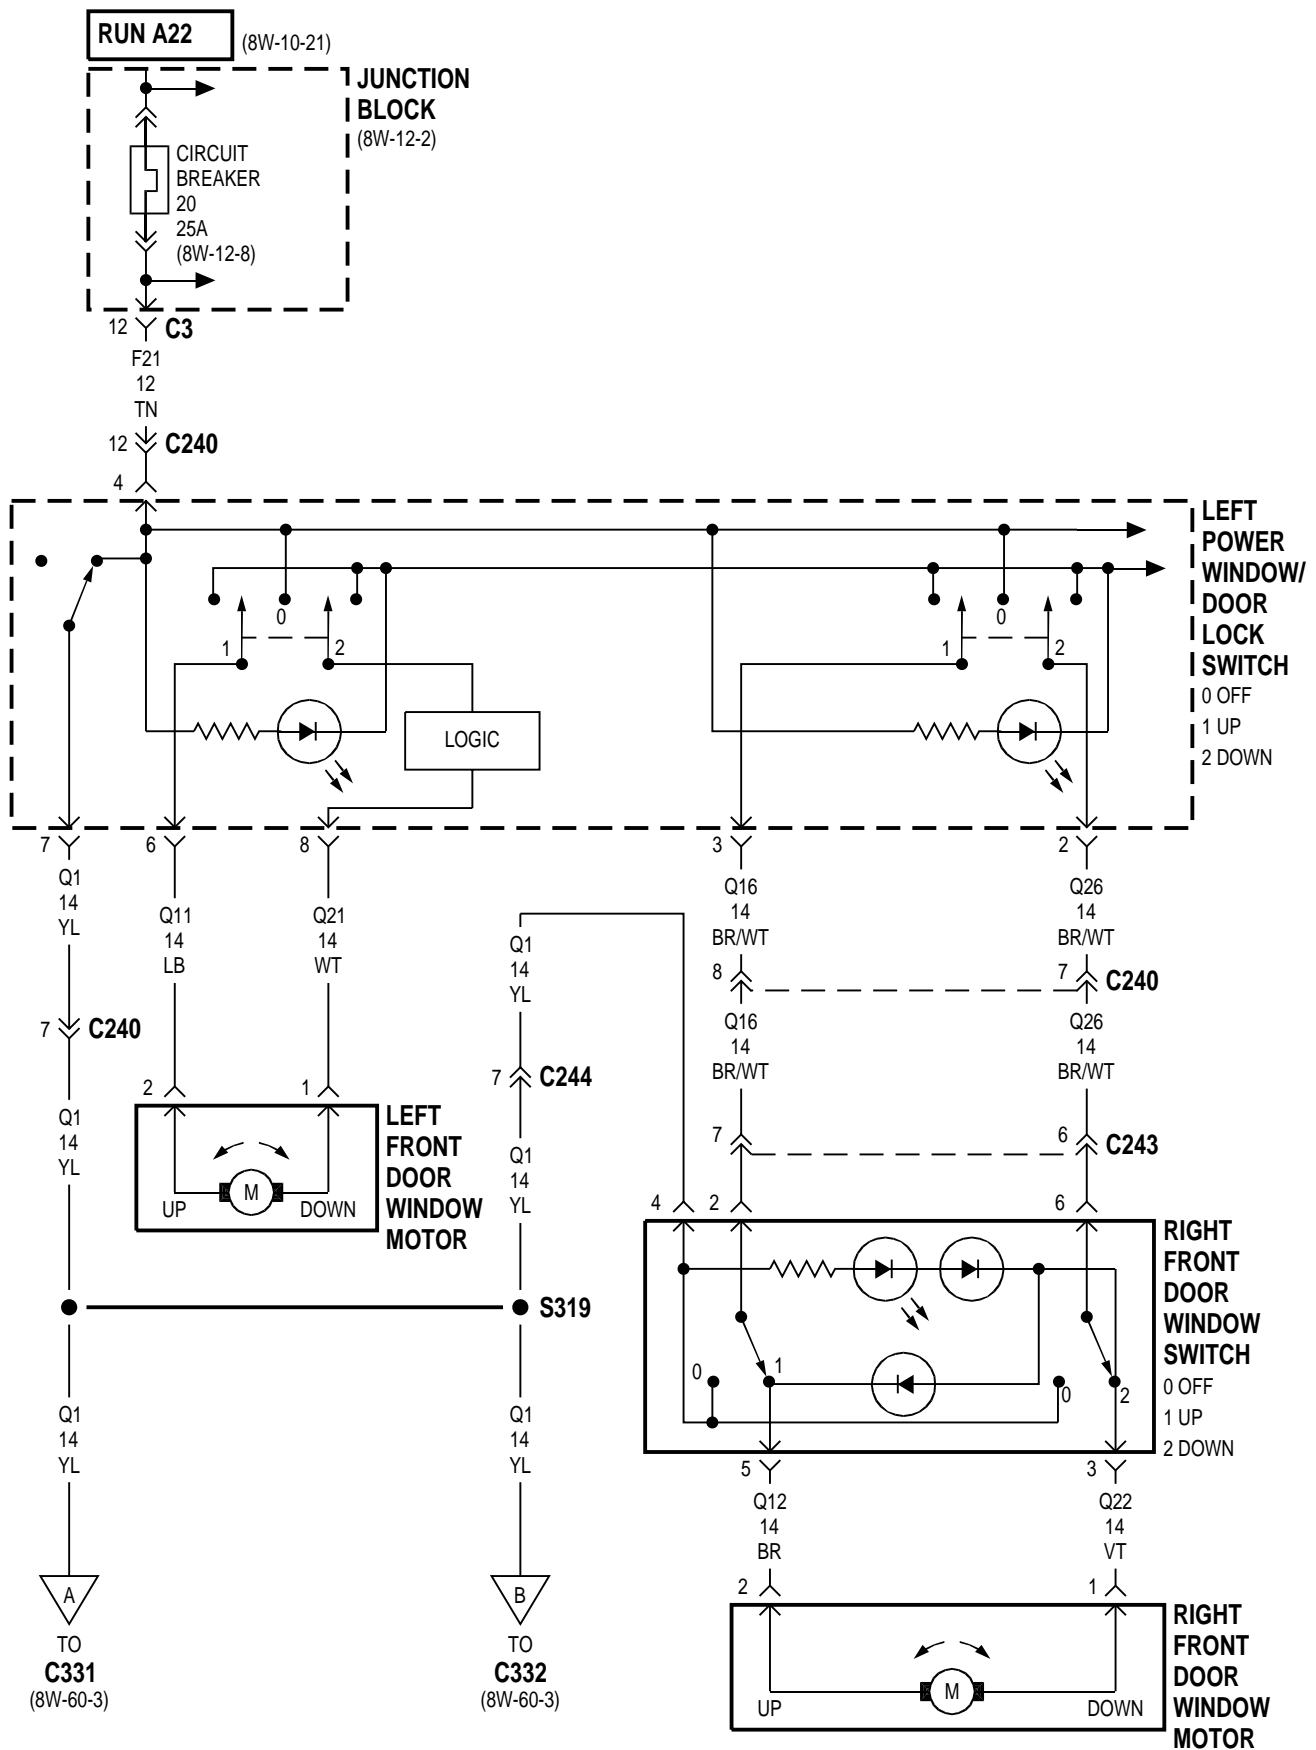 RUN A22
(8W-10-21)
JUNCTION
BLOCK
(8W-12-2)
CIRCUIT
BREAKER
20
25A
(8W-12-8)
12 C3
F21
12
TN
12 C240
4
LEFT
POWER
WINDOW/
DOOR
LOCK
SWITCH
0 OFF
1 UP
2 DOWN
0
1
2
0
1
2
LOGIC
7
6
8
3
2
Q1
14
YL
Q11
14
LB
Q21
14
WT
Q1
14
YL
Q16
14
BR/WT
Q26
14
BR/WT
8
7 C240
7 C240
Q16
14
BR/WT
Q26
14
BR/WT
7 C244
2
1
LEFT
FRONT
DOOR
WINDOW
MOTOR
M
UP
DOWN
Q1
14
YL
Q1
14
YL
7
6 C243
4
2
6
RIGHT
FRONT
DOOR
WINDOW
SWITCH
0 OFF
1 UP
2 DOWN
S319
0
1
0
2
Q1
14
YL
Q1
14
YL
5
3
Q12
14
BR
Q22
14
VT
A
TO
C331
(8W-60-3)
B
TO
C332
(8W-60-3)
2
1
RIGHT
FRONT
DOOR
WINDOW
MOTOR
M
UP
DOWN